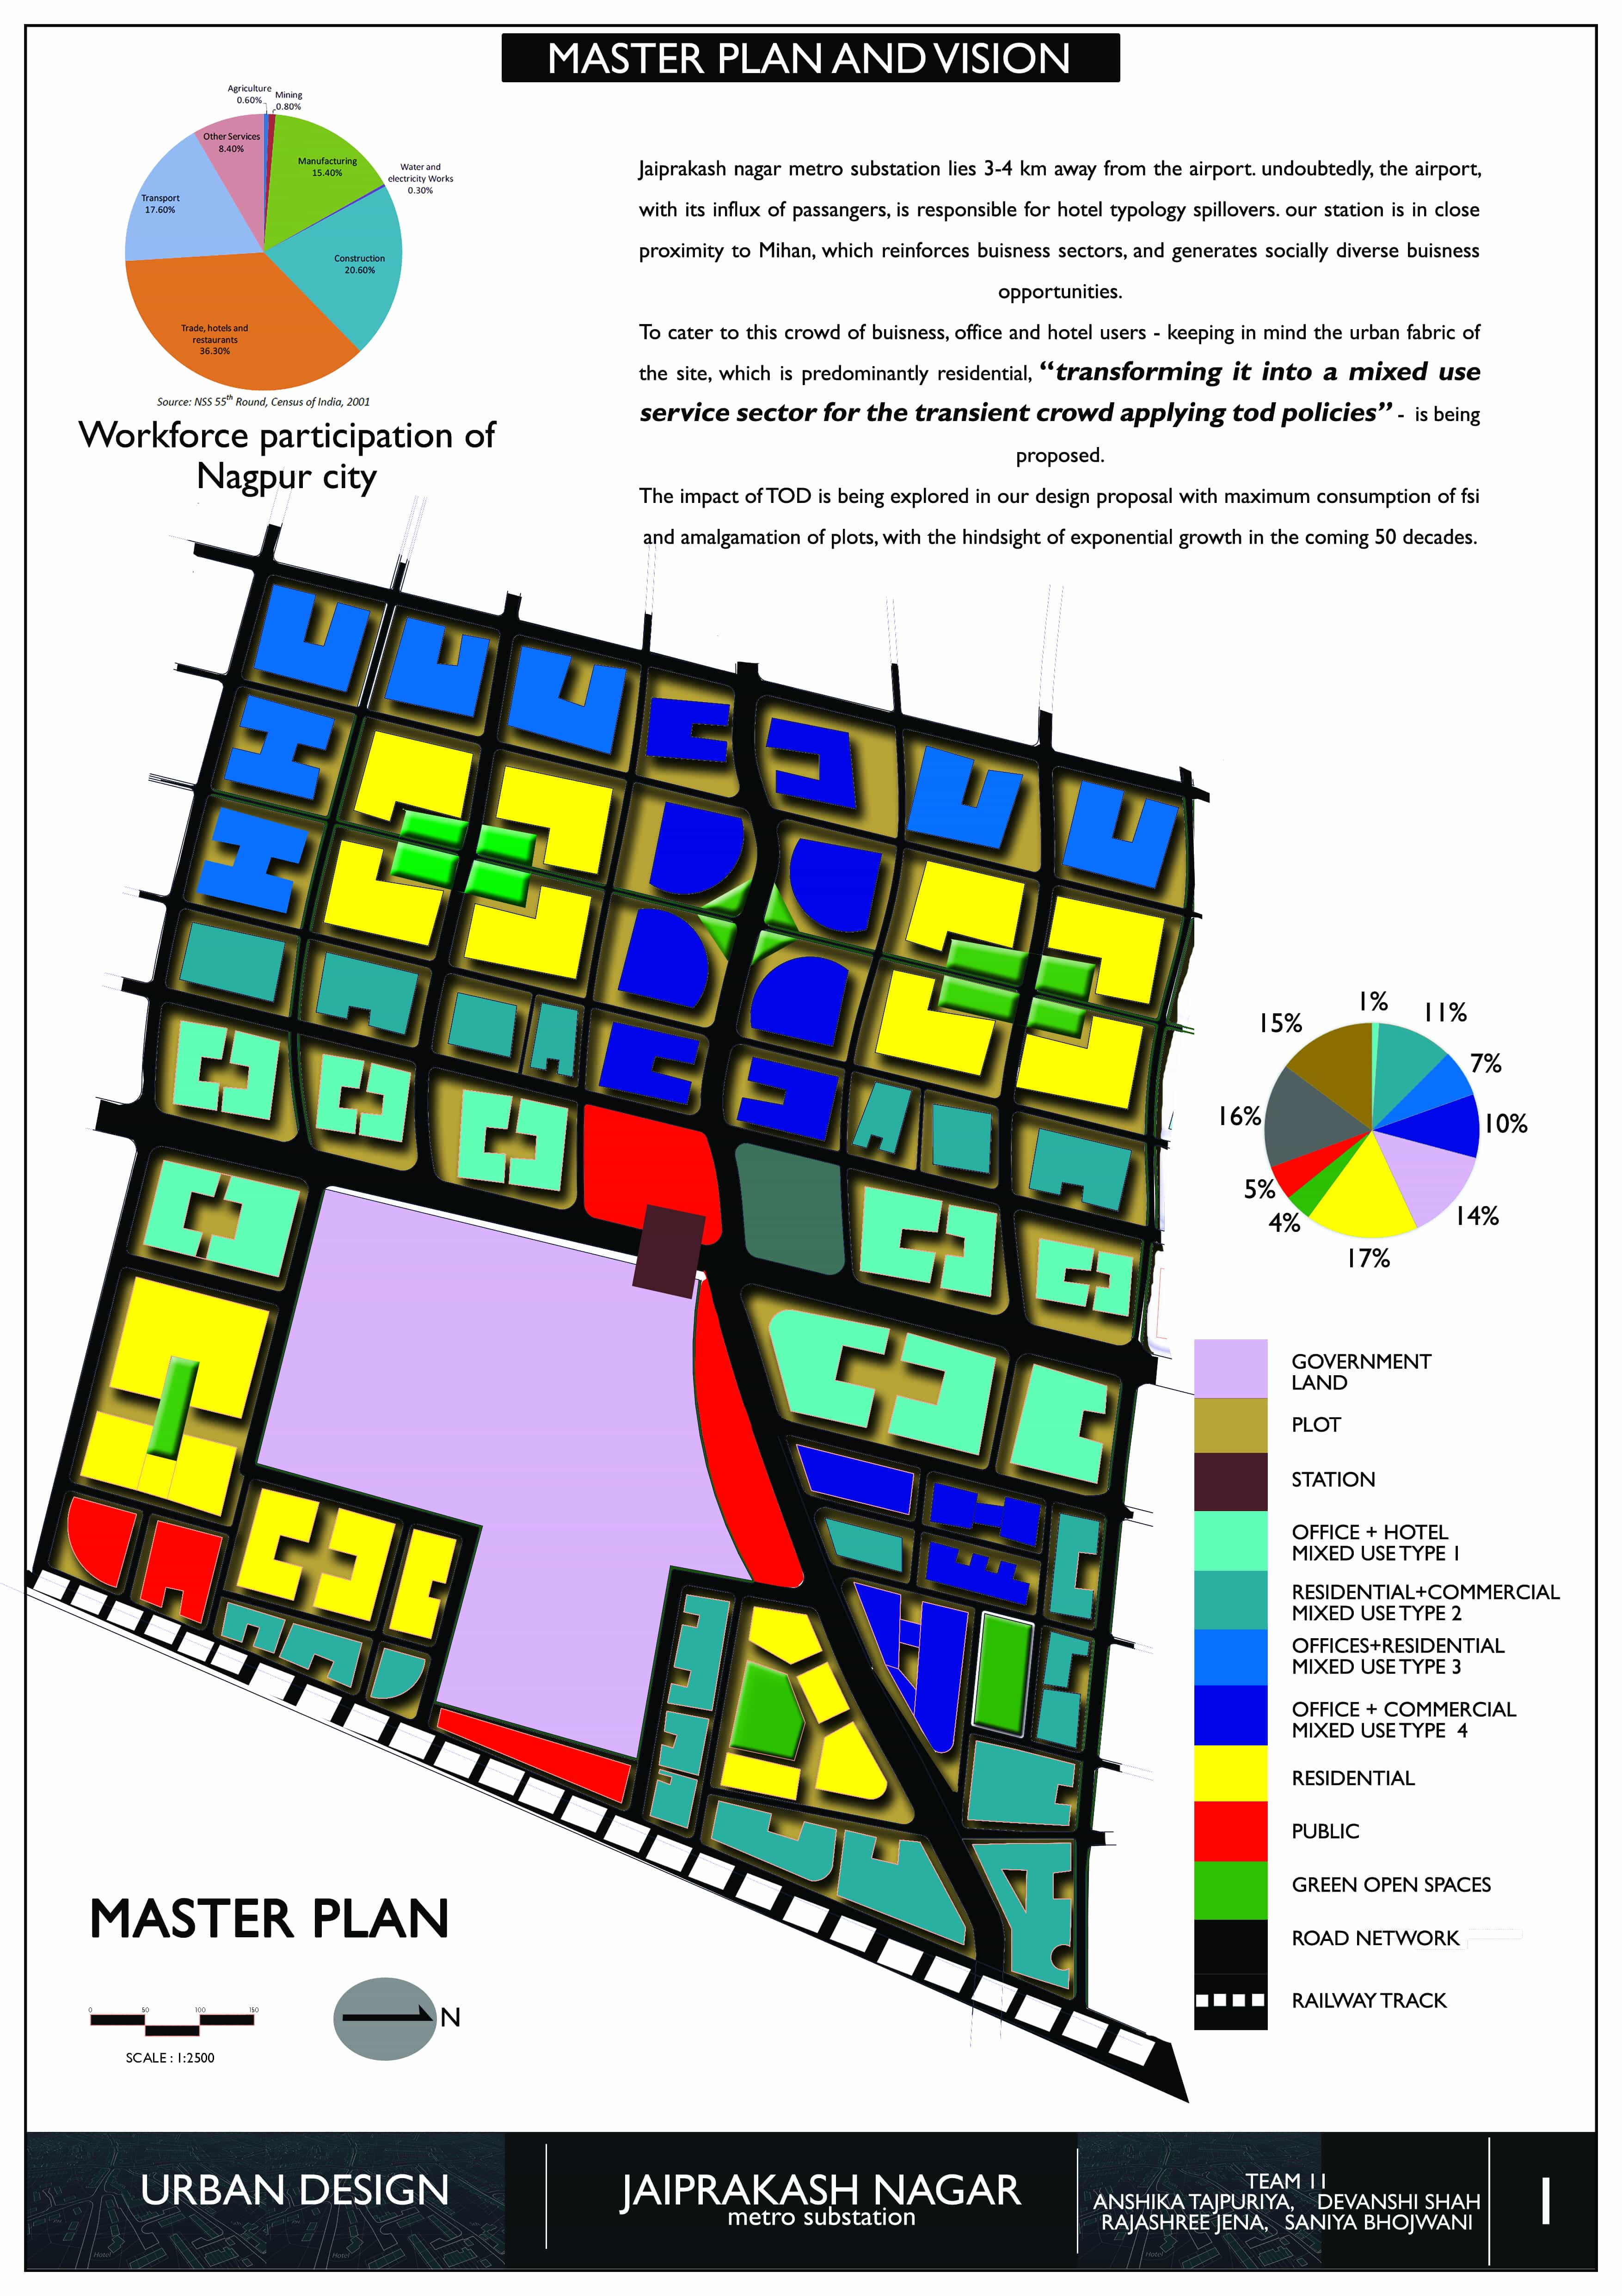 MASTER PLAN AND VISION
Agriculture
0.60%
Mining
0.80%
Other Services
8.40%
Manufacturing
15.40%
Water and
electricity Works
0.30%
Transport
17.60%
Construction
20.60%
Trade, hotels and
restaurants
36.30%
Source: NSS 55th Round, Census of India, 2001
Workforce participation of
Nagpur city
Jaiprakash nagar metro substation lies 3-4 km away from the airport. undoubtedly, the airport,
with its influx of passangers, is responsible for hotel typology spillovers. our station is in close
proximity to Mihan, which reinforces buisness sectors, and generates socially diverse buisness
opportunities.
To cater to this crowd of buisness, office and hotel users - keeping in mind the urban fabric of
the site, which is predominantly residential, “transforming it into a mixed use
service sector for the transient crowd applying tod policies” - is being
proposed.
The impact of TOD is being explored in our design proposal with maximum consumption of fsi
and amalgamation of plots, with the hindsight of exponential growth in the coming 50 decades.
1%
11%
15%
7%
16%
10%
5%
4%
14%
17%
GOVERNMENT
LAND
PLOT
STATION
OFFICE + HOTEL
MIXED USE TYPE 1
RESIDENTIAL+COMMERCIAL
MIXED USE TYPE 2
OFFICES+RESIDENTIAL
MIXED USE TYPE 3
OFFICE + COMMERCIAL
MIXED USE TYPE 4
RESIDENTIAL
PUBLIC
GREEN OPEN SPACES
ROAD NETWORK
RAILWAY TRACK
MASTER PLAN
0 50 100 150
SCALE : 1:2500
N
URBAN DESIGN
JAIPRAKASH NAGAR
metro substation
TEAM 11
ANSHIKA TAJPURIYA, DEVANSHI SHAH
RAJASHREE JENA, SANIYA BHOJWANI
1
Hotel
Hotel
Hotel